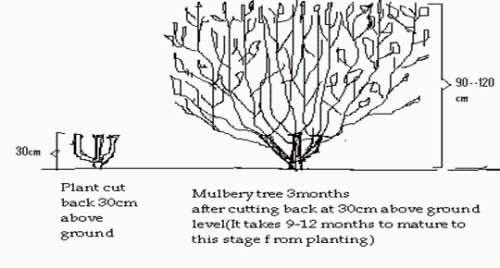 90--120
cm
30cm
Plant cut
back 30cm
above
ground
Mulbery tree 3months
after cutting back at 30cm above ground
level(It takes 9-12 months to mature to
this stage f rom planting)